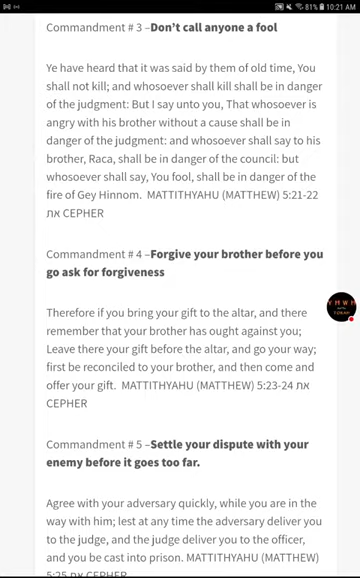 81% 10:21 AM
Commandment # 3 –Don't call anyone a fool
Ye have heard that it was said by them of old time, You
shall not kill; and whosoever shall kill shall be in danger
of the judgment: But I say unto you, That whosoever is
angry with his brother without a cause shall be in
danger of the judgment: and whosoever shall say to his
brother, Raca, shall be in danger of the council: but
whosoever shall say, You fool, shall be in danger of the
fire of Gey Hinnom. MATTITHYAHU (MATTHEW) 5:21-22
את CEPHER
Commandment # 4 –Forgive your brother before you
go ask for forgiveness
Therefore if you bring your gift to the altar, and there
remember that your brother has ought against you;
Leave there your gift before the altar, and go your way;
first be reconciled to your brother, and then come and
offer your gift. MATTITHYAHU (MATTHEW) 5:23-24 את
CEPHER
YHWH
TORAH
Commandment # 5 –Settle your dispute with your
enemy before it goes too far.
Agree with your adversary quickly, while you are in the
way with him; lest at any time the adversary deliver you
to the judge, and the judge deliver you to the officer,
and you be cast into prison. MATTITHYAHU (MATTHEW)
5:25 את CEPHER